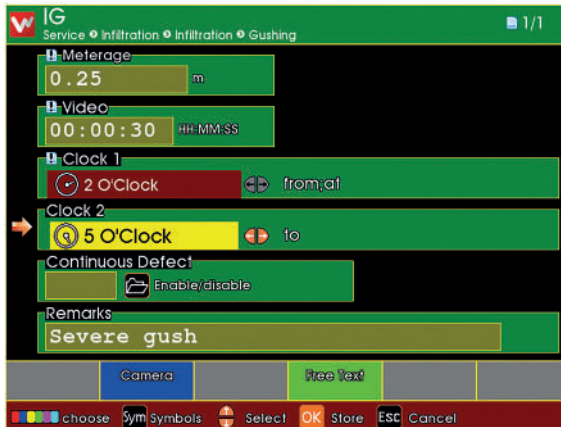 IG
1/1
Service Infiltration Infiltration Gushing
Meterage
0.25 m
Video
00:00:30 HH:MM:SS
Clock 1
2 O'Clock from;at
Clock 2
5 O'Clock to
Continuous Defect
Enable/disable
Remarks
Severe gush
Camera Free Text
choose Sym Symbols Select OK Store Esc Cancel